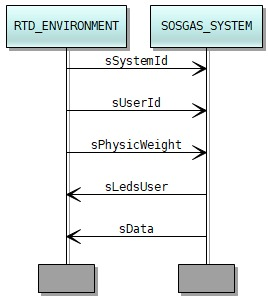 RTD_ENVIRONMENT
SOSGAS_SYSTEM
sSystemId
sUserId
sPhysicWeight
sLedsUser
sData